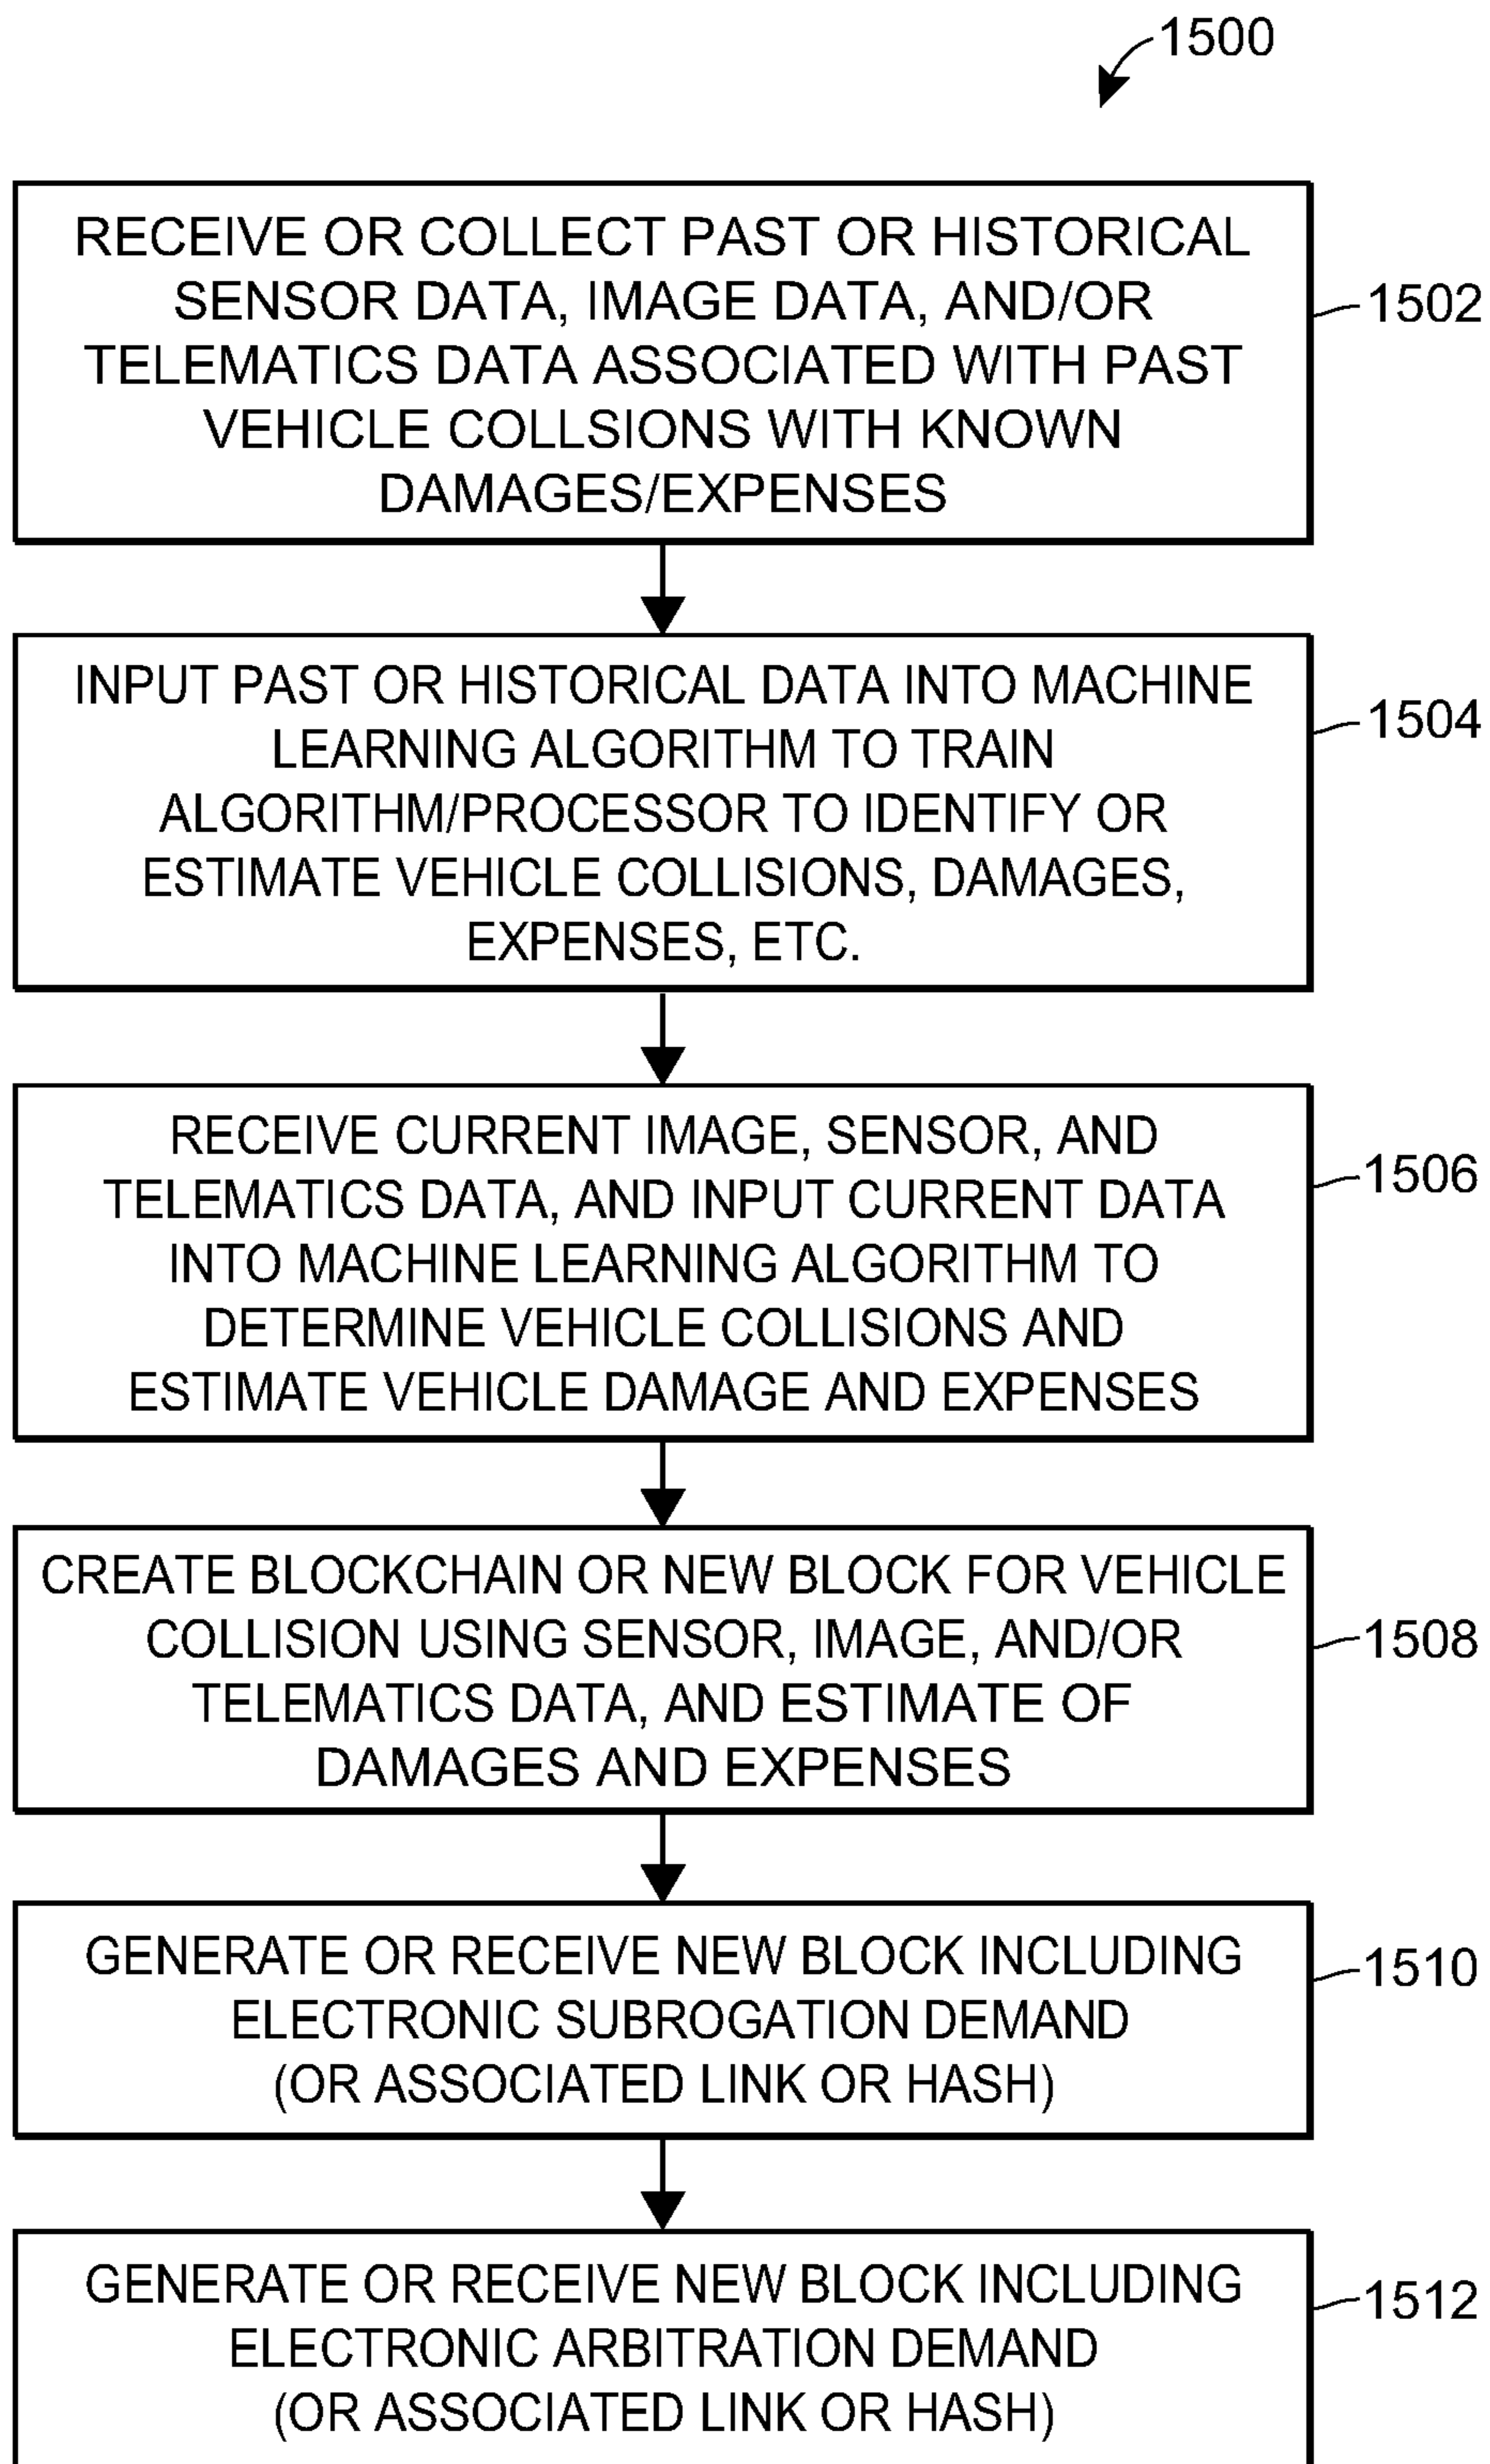 1500
RECEIVE OR COLLECT PAST OR HISTORICAL
SENSOR DATA, IMAGE DATA, AND/OR
TELEMATICS DATA ASSOCIATED WITH PAST
VEHICLE COLLSIONS WITH KNOWN
DAMAGES/EXPENSES
1502
INPUT PAST OR HISTORICAL DATA INTO MACHINE
LEARNING ALGORITHM TO TRAIN
ALGORITHM/PROCESSOR TO IDENTIFY OR
ESTIMATE VEHICLE COLLISIONS, DAMAGES,
EXPENSES, ETC.
1504
RECEIVE CURRENT IMAGE, SENSOR, AND
TELEMATICS DATA, AND INPUT CURRENT DATA
INTO MACHINE LEARNING ALGORITHM TO
DETERMINE VEHICLE COLLISIONS AND
ESTIMATE VEHICLE DAMAGE AND EXPENSES
1506
CREATE BLOCKCHAIN OR NEW BLOCK FOR VEHICLE
COLLISION USING SENSOR, IMAGE, AND/OR
TELEMATICS DATA, AND ESTIMATE OF
DAMAGES AND EXPENSES
1508
GENERATE OR RECEIVE NEW BLOCK INCLUDING
ELECTRONIC SUBROGATION DEMAND
(OR ASSOCIATED LINK OR HASH)
1510
GENERATE OR RECEIVE NEW BLOCK INCLUDING
ELECTRONIC ARBITRATION DEMAND
(OR ASSOCIATED LINK OR HASH)
1512